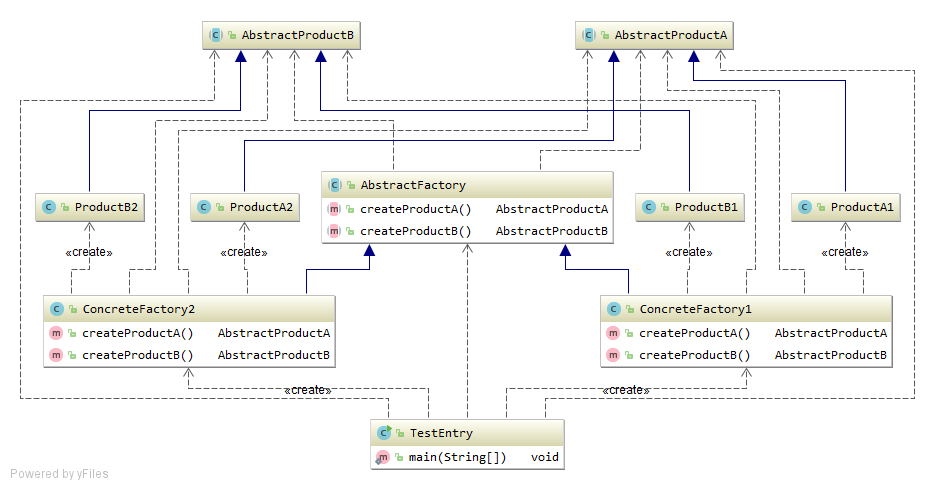 AbstractProductB
AbstractProductA
ProductB2
ProductA2
AbstractFactory
createProductA() AbstractProductA
createProductB() AbstractProductB
ProductB1
ProductA1
«create»
«create»
«create»
«create»
ConcreteFactory2
createProductA() AbstractProductA
createProductB() AbstractProductB
ConcreteFactory1
createProductA() AbstractProductA
createProductB() AbstractProductB
«create»
«create»
TestEntry
main(String[]) void
Powered by yFiles